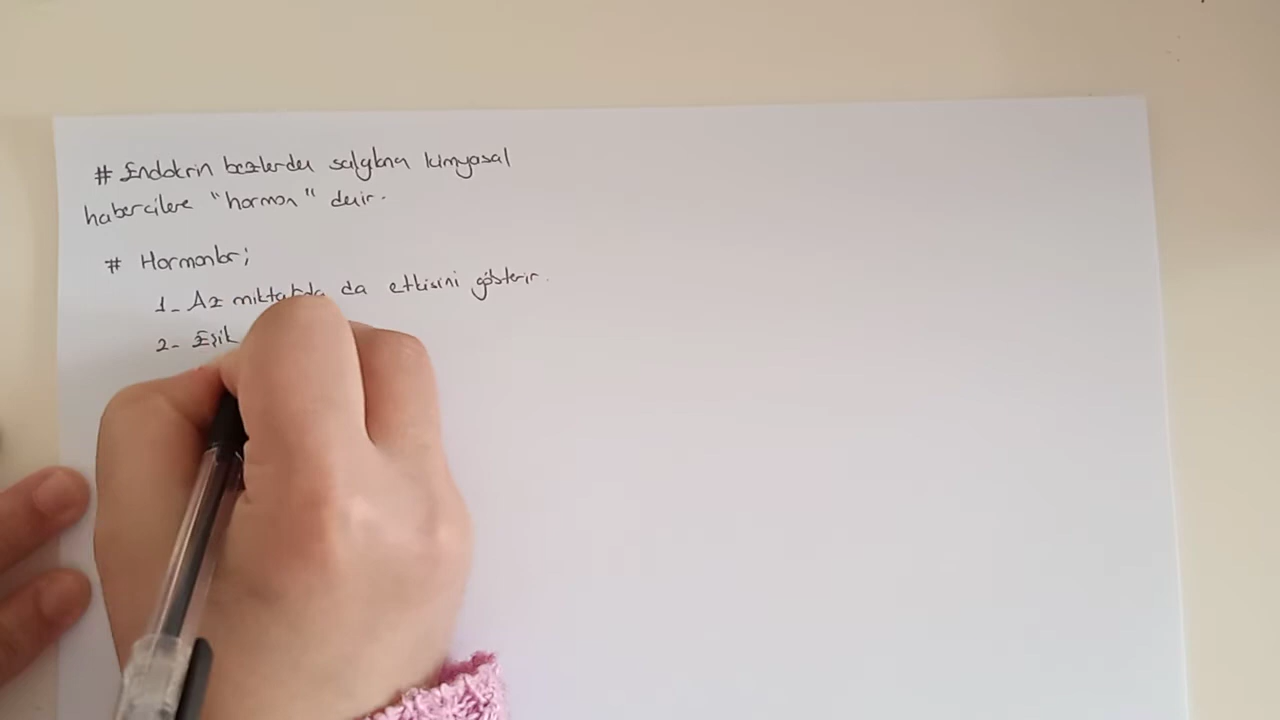 # Endokrin bezlerden salgılanan kimyasal
habercilere "hormon" denir.
# Hormonlar;
1- Az miktarda da etkisini gösterir.
2- Eşik